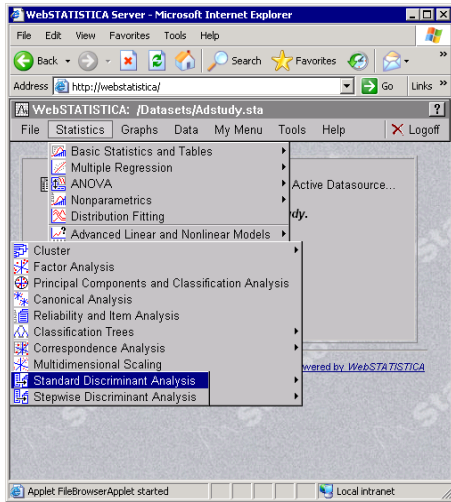 WebSTATISTICA Server - Microsoft Internet Explorer
File Edit View Favorites Tools Help
Back Search Favorites »
Address http://webstatistica/ Go Links »
WebSTATISTICA: /Datasets/Adstudy.sta ?
File Statistics Graphs Data My Menu Tools Help Logoff
Basic Statistics and Tables
Multiple Regression
ANOVA Active Datasource...
Nonparametrics
Distribution Fitting dy.
Advanced Linear and Nonlinear Models
Cluster
Factor Analysis
Principal Components and Classification Analysis
Canonical Analysis
Reliability and Item Analysis
Classification Trees
Correspondence Analysis
Multidimensional Scaling
Standard Discriminant Analysis wered by WebSTATISTICA
Stepwise Discriminant Analysis
Applet FileBrowserApplet started Local intranet